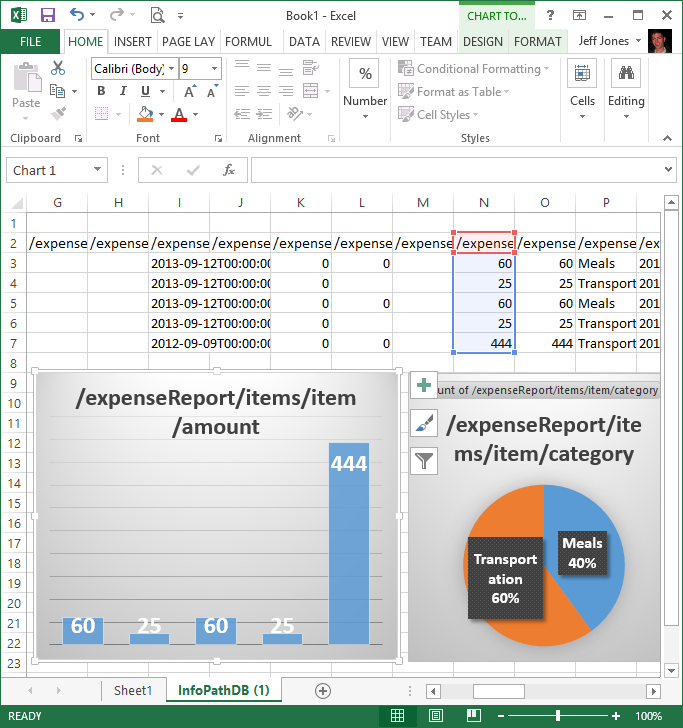 Book1 - Excel
CHART TO...
?
FILE HOME INSERT PAGE LAY FORMUL DATA REVIEW VIEW TEAM DESIGN FORMAT Jeff Jones
Paste
Calibri (Body) 9
B I U A A
A
%
Number
Conditional Formatting
Format as Table
Cell Styles
Cells
Editing
Clipboard Font Alignment Styles
Chart 1 fx
G H I J K L M N O P
1
2 /expense /expense /expense /expense /expense /expense /expense /expense /expense /expense /ex
3 2013-09-12T00:00:00 0 0 60 60 Meals 201
4 2013-09-12T00:00:00 0 25 25 Transport 201
5 2013-09-12T00:00:00 0 0 60 60 Meals 201
6 2013-09-12T00:00:00 0 25 25 Transport 201
7 2012-09-09T00:00:00 0 0 444 444 Transport 201
8
9
10
11
12
13
14
15
16
17
18
19
20
21
22
23
/expenseReport/items/item
/amount
444
60 25 60 25
unt of /expenseReport/items/item/category
/expenseReport/ite
ms/item/category
Meals
40%
Transport
ation
60%
Sheet1 InfoPathDB (1)
READY 100%